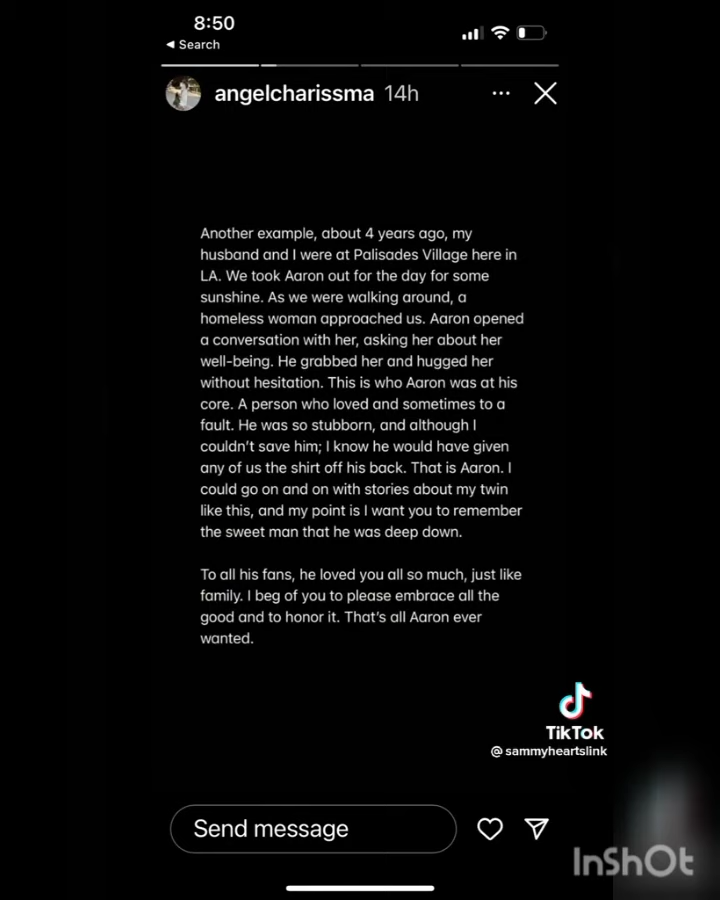 8:50
◀ Search
angelcharissma 14h
Another example, about 4 years ago, my
husband and I were at Palisades Village here in
LA. We took Aaron out for the day for some
sunshine. As we were walking around, a
homeless woman approached us. Aaron opened
a conversation with her, asking her about her
well-being. He grabbed her and hugged her
without hesitation. This is who Aaron was at his
core. A person who loved and sometimes to a
fault. He was so stubborn, and although I
couldn't save him; I know he would have given
any of us the shirt off his back. That is Aaron. I
could go on and on with stories about my twin
like this, and my point is I want you to remember
the sweet man that he was deep down.
To all his fans, he loved you all so much, just like
family. I beg of you to please embrace all the
good and to honor it. That's all Aaron ever
wanted.
TikTok
@sammyheartslink
Send message
InShOt